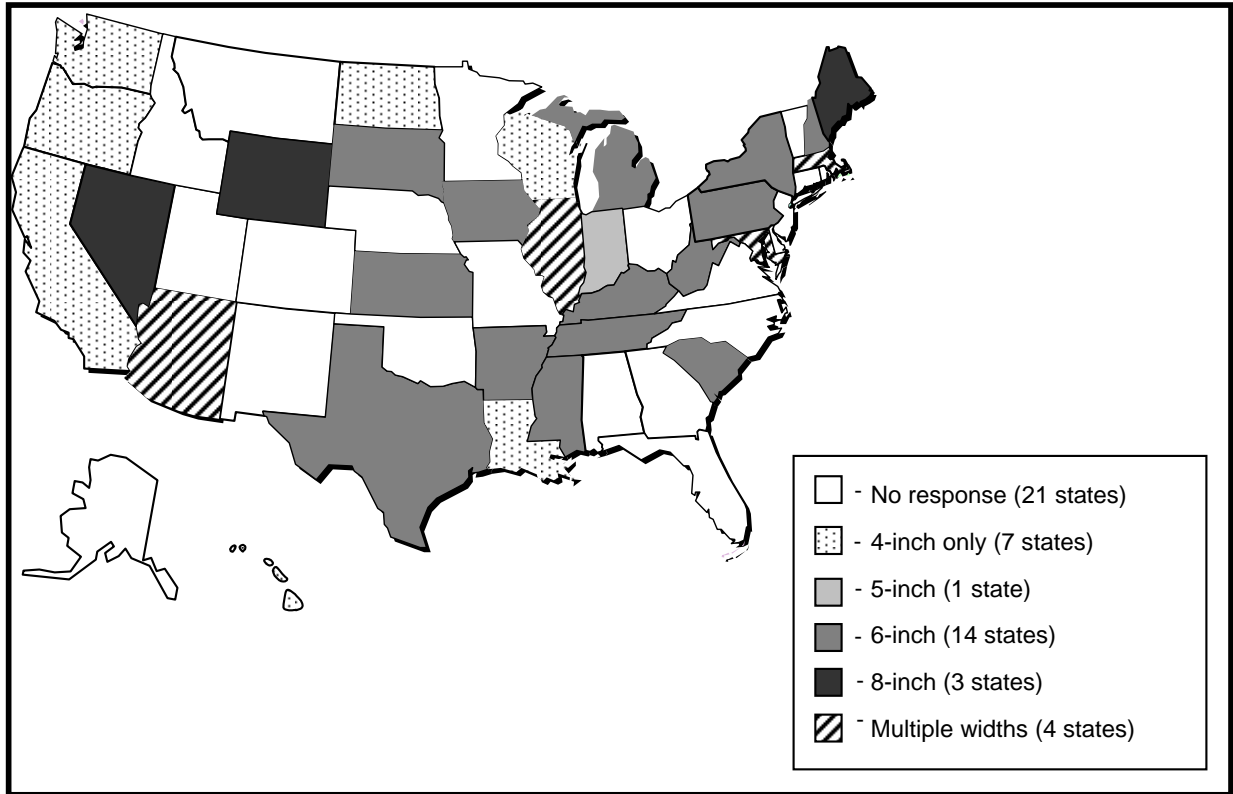 - No response (21 states)
- 4-inch only (7 states)
- 5-inch (1 state)
- 6-inch (14 states)
- 8-inch (3 states)
- Multiple widths (4 states)